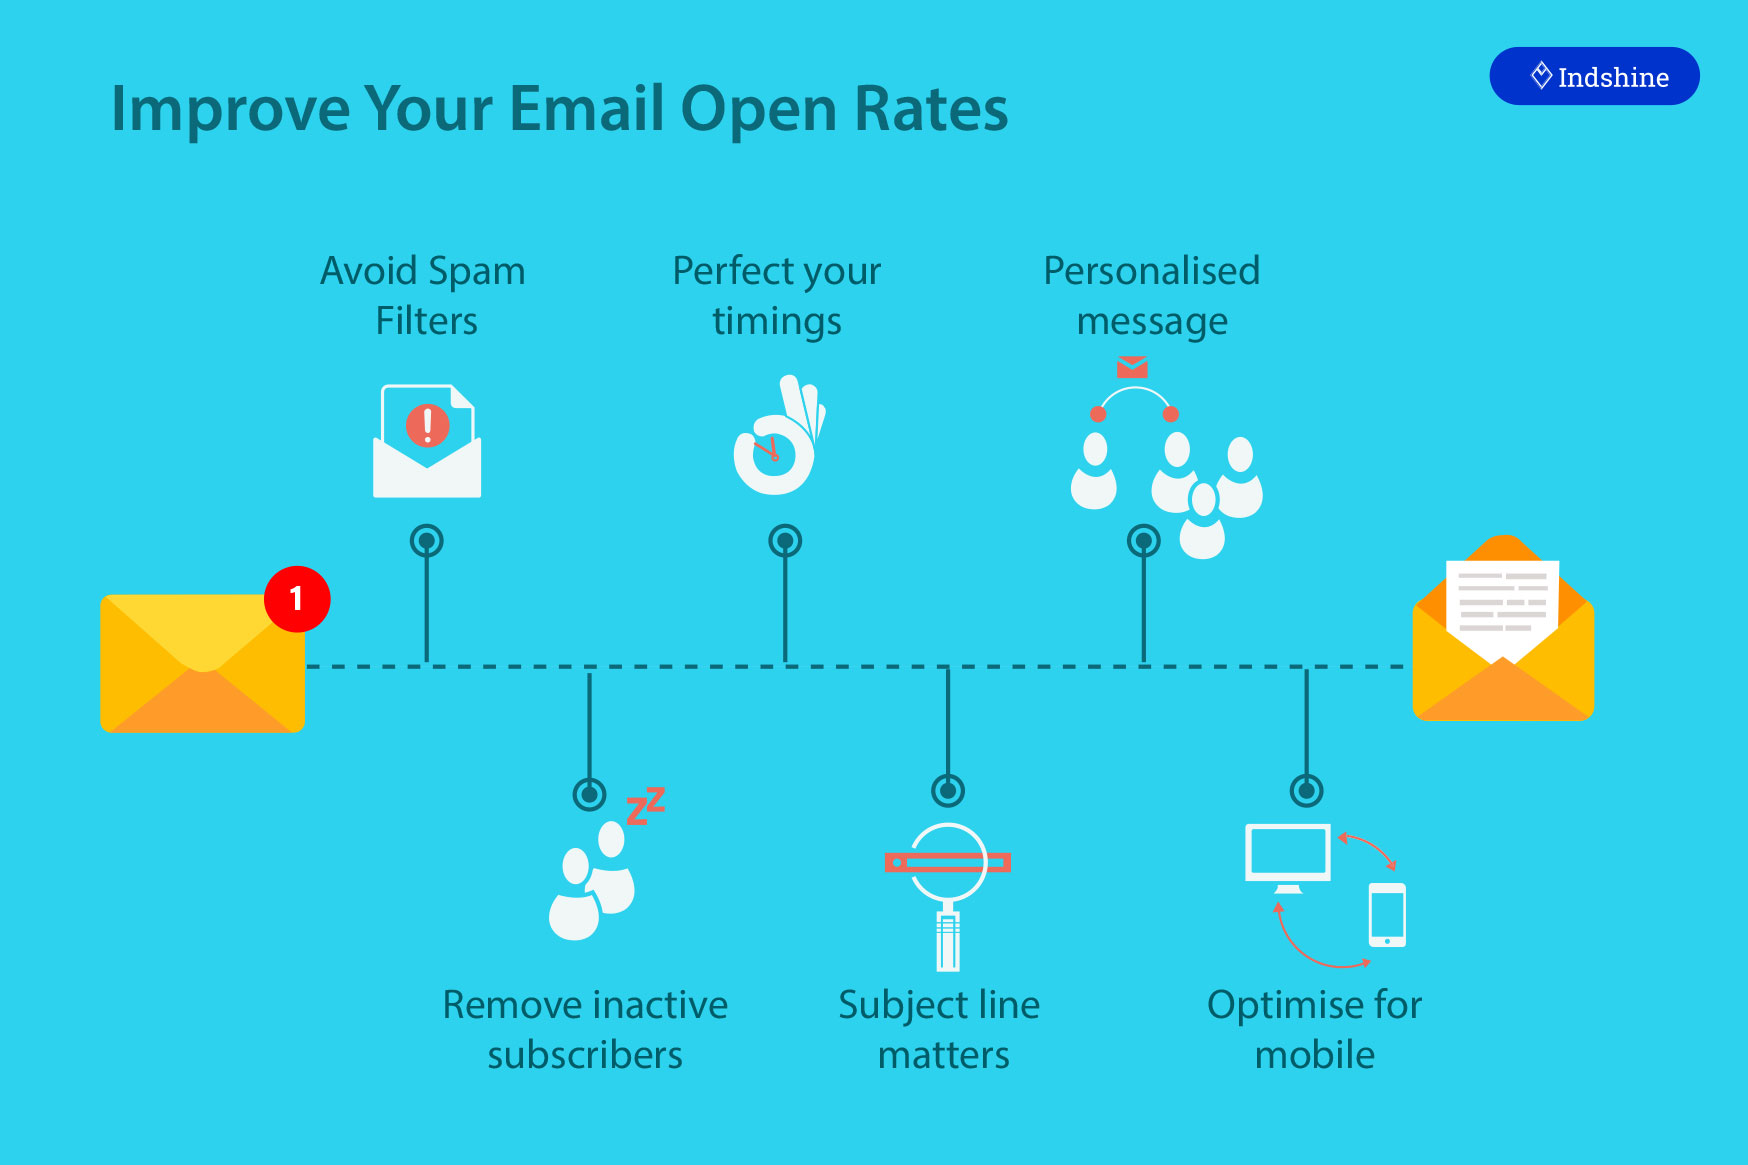 Improve Your Email Open Rates
Indshine
Avoid Spam
Filters
Perfect your
timings
Personalised
message
1
zz
Remove inactive
subscribers
Subject line
matters
Optimise for
mobile